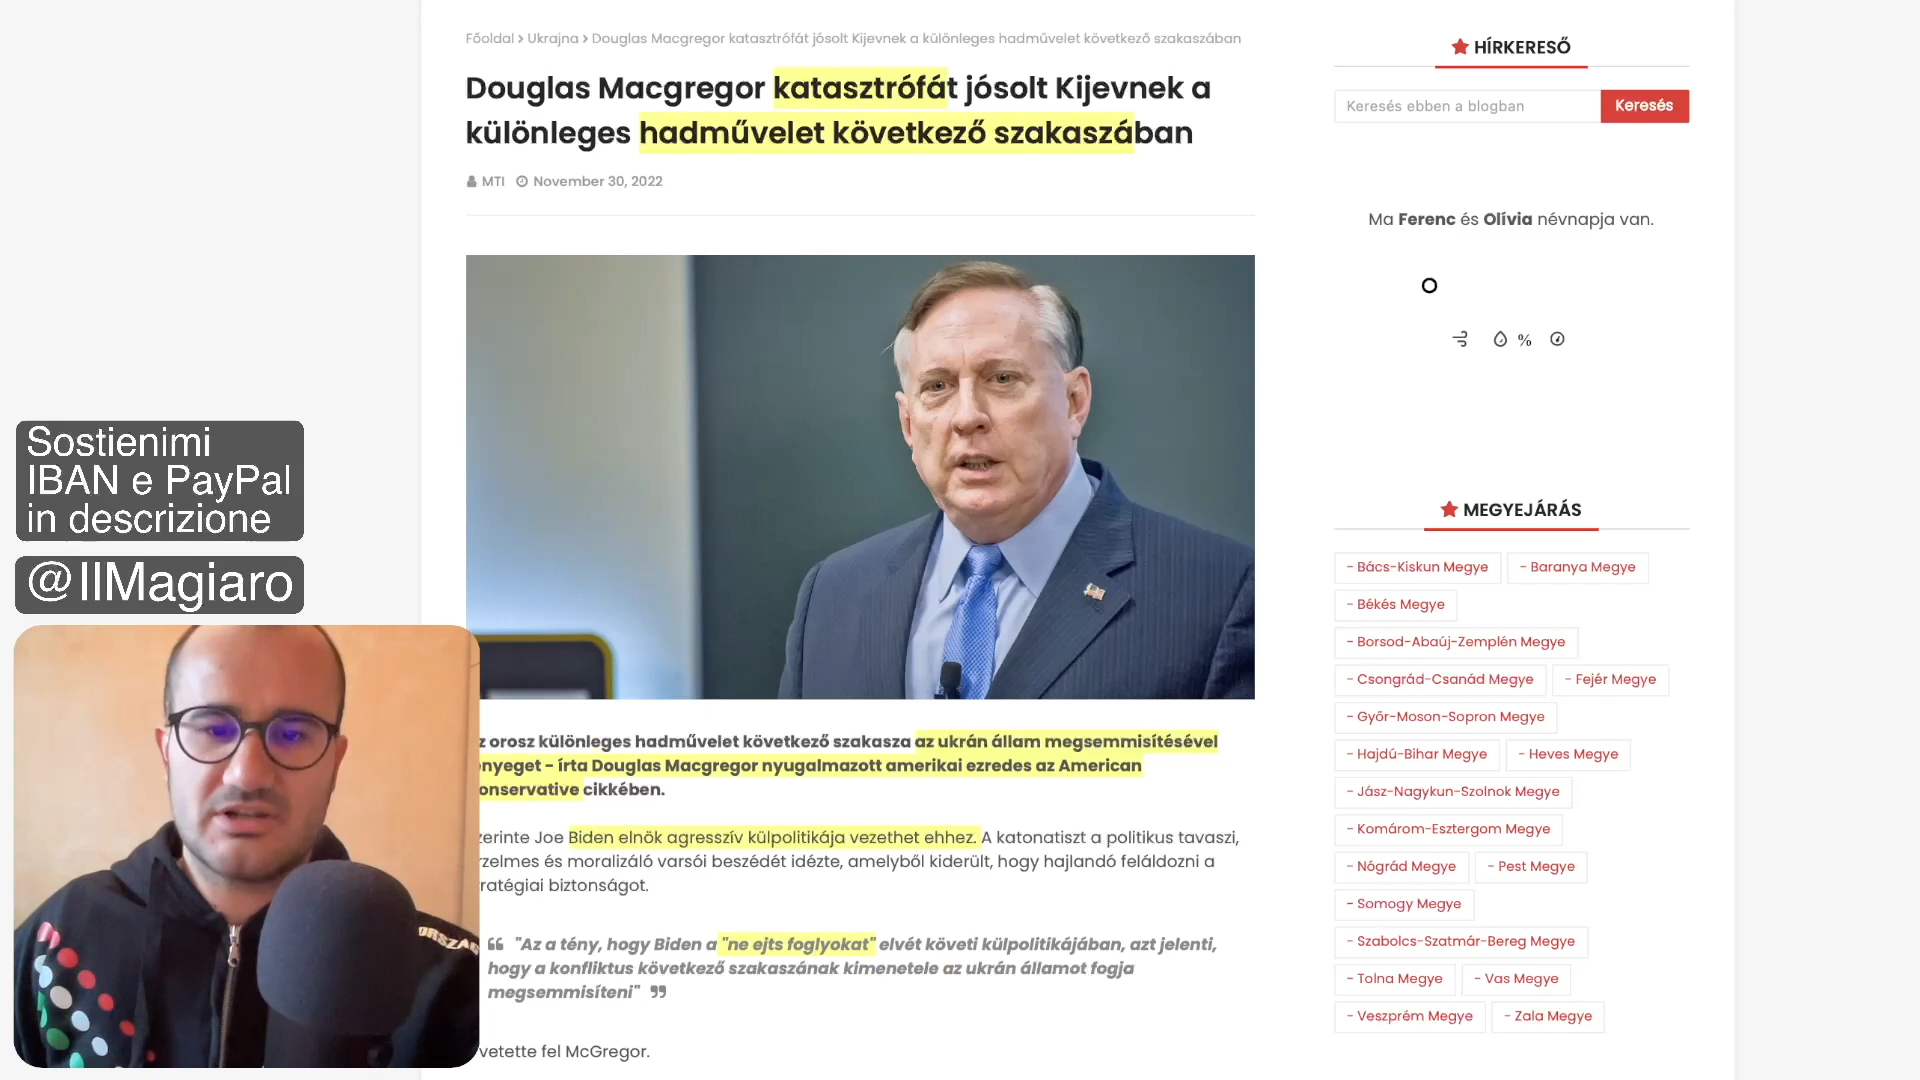 Főoldal > Ukrajna > Douglas Macgregor katasztrófát jósolt Kijevnek a különleges hadművelet következő szakaszában
Douglas Macgregor katasztrófát jósolt Kijevnek a
különleges hadművelet következő szakaszában
MTI November 30, 2022
Sostienimi
IBAN e PayPal
in descrizione
@IlMagiaro
z orosz különleges hadművelet következő szakasza az ukrán állam megsemmisítésével
nyeget - írta Douglas Macgregor nyugalmazott amerikai ezredes az American
onservative cikkében.
zerinte Joe Biden elnök agresszív külpolitikája vezethet ehhez. A katonatiszt a politikus tavaszi,
rzelmes és moralizáló varsói beszédét idézte, amelyből kiderült, hogy hajlandó feláldozni a
ratégiai biztonságot.
"Az a tény, hogy Biden a "ne ejts foglyokat" elvét követi külpolitikájában, azt jelenti,
hogy a konfliktus következő szakaszának kimenetele az ukrán államot fogja
megsemmisíteni"
vetette fel McGregor.
HÍRKERESŐ
Keresés ebben a blogban Keresés
Ma Ferenc és Olívia névnapja van.
%
MEGYEJÁRÁS
- Bács-Kiskun Megye - Baranya Megye
- Békés Megye
- Borsod-Abaúj-Zemplén Megye
- Csongrád-Csanád Megye - Fejér Megye
- Győr-Moson-Sopron Megye
- Hajdú-Bihar Megye - Heves Megye
- Jász-Nagykun-Szolnok Megye
- Komárom-Esztergom Megye
- Nógrád Megye - Pest Megye
- Somogy Megye
- Szabolcs-Szatmár-Bereg Megye
- Tolna Megye - Vas Megye
- Veszprém Megye - Zala Megye